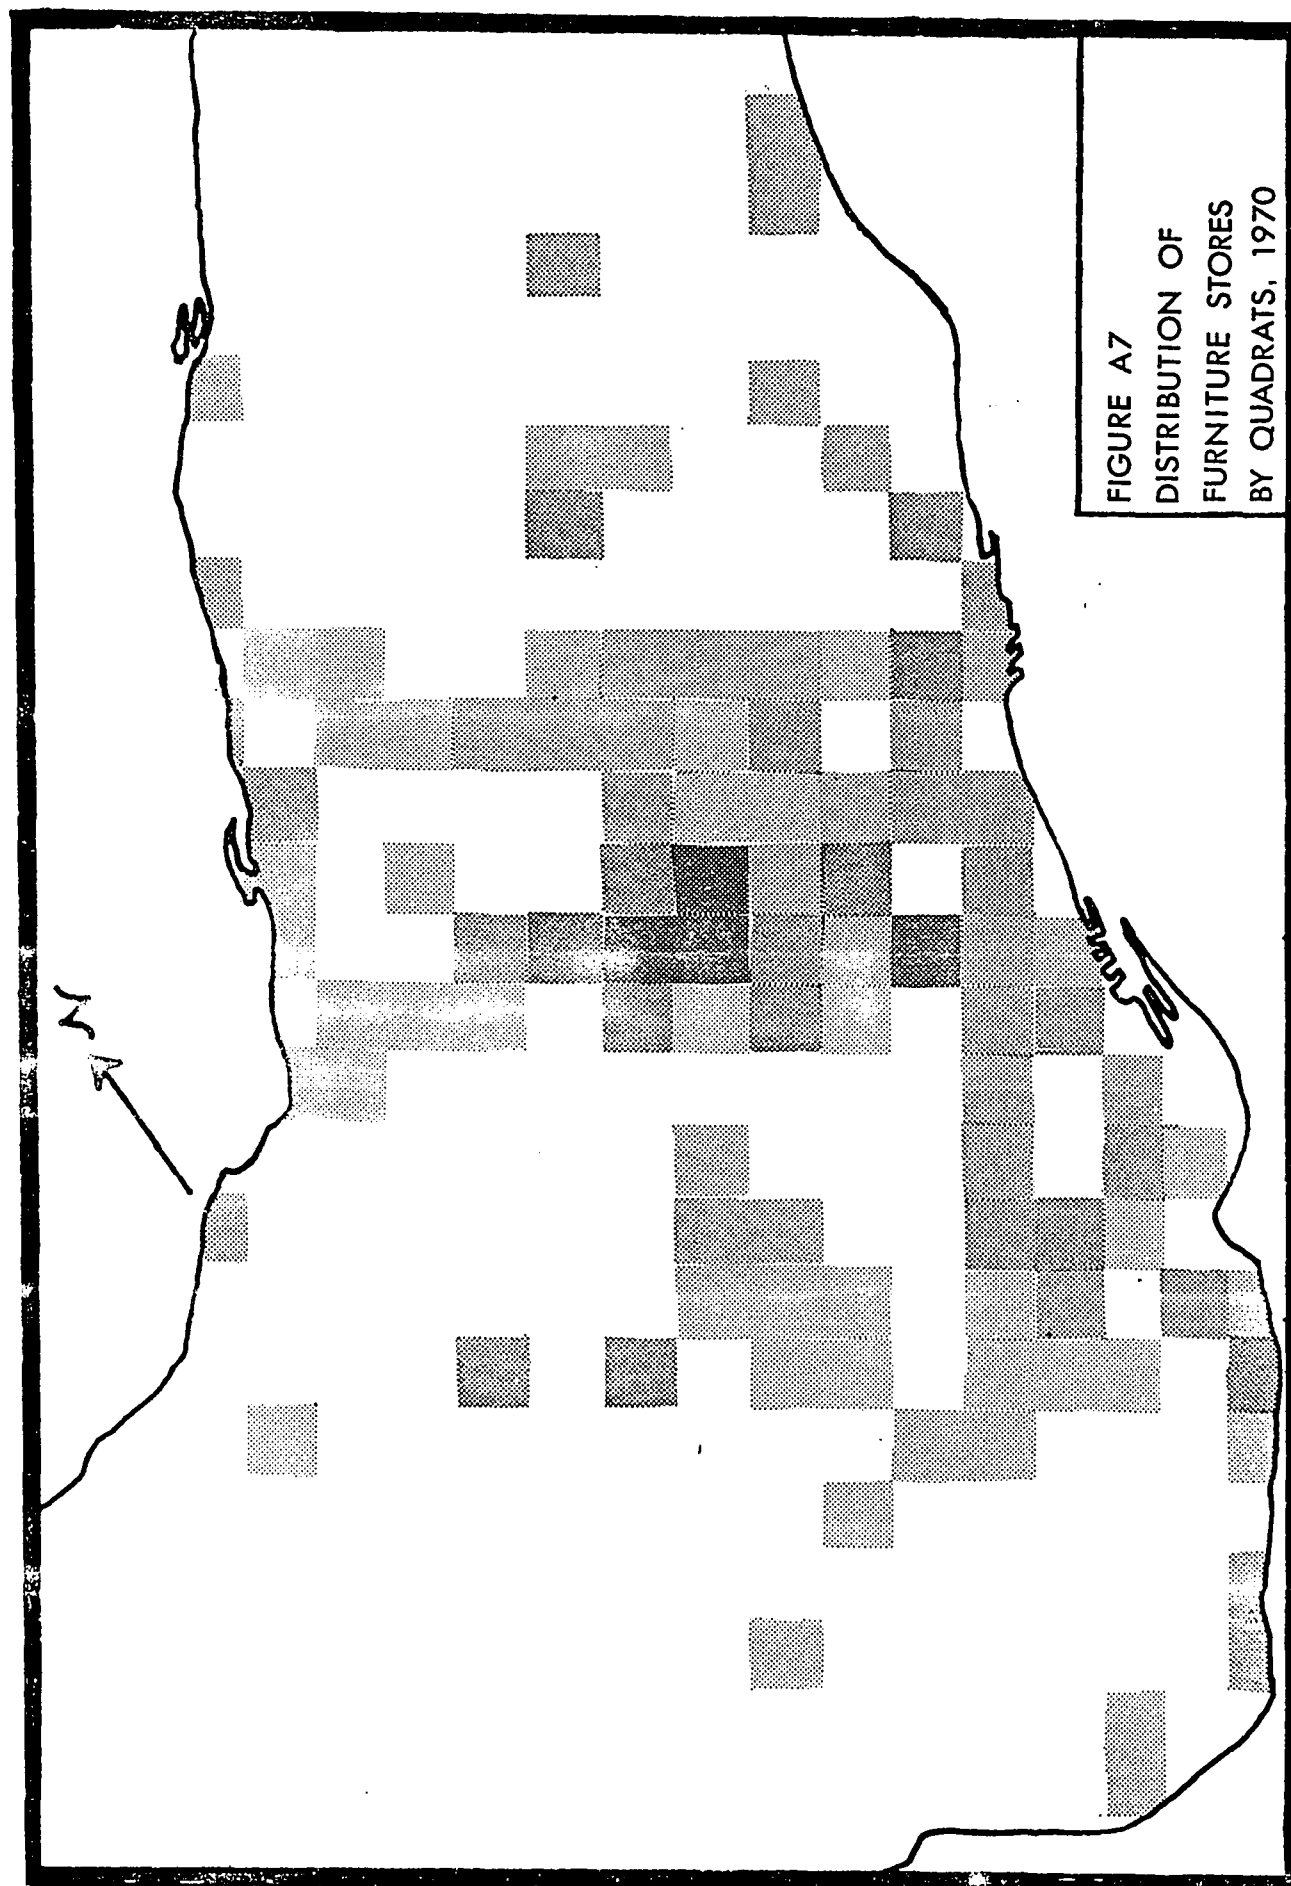 FIGURE A7
DISTRIBUTION OF
FURNITURE STORES
BY QUADRATS, 1970
N